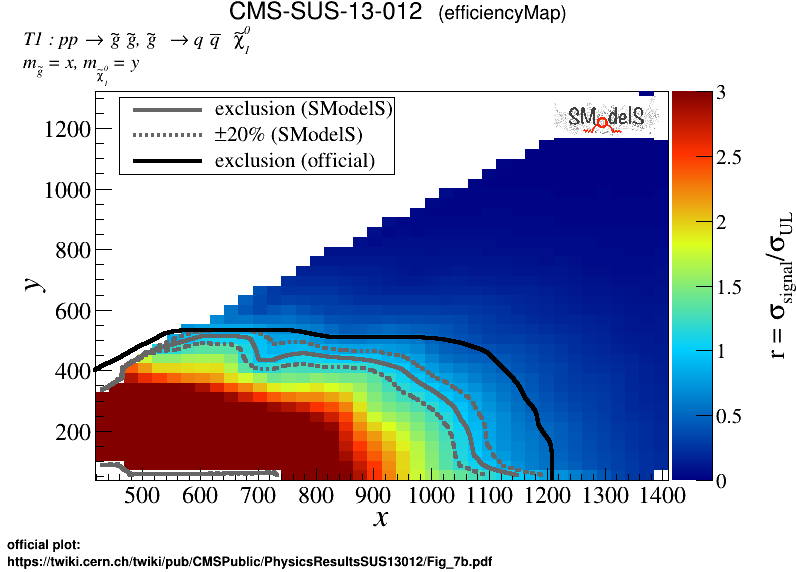 CMS-SUS-13-012 (efficiencyMap)
T1 : pp → g̃ g̃, g̃ → q q̅ χ̃₁⁰
m_g̃ = x, m_χ̃₁⁰ = y
exclusion (SModelS)
±20% (SModelS)
exclusion (official)
SModelS
1200
1000
800
600
400
200
y
500 600 700 800 900 1000 1100 1200 1300 1400
x
3
2.5
2
1.5
1
0.5
0
r = σ_signal/σ_UL
official plot:
https://twiki.cern.ch/twiki/pub/CMSPublic/PhysicsResultsSUS13012/Fig_7b.pdf